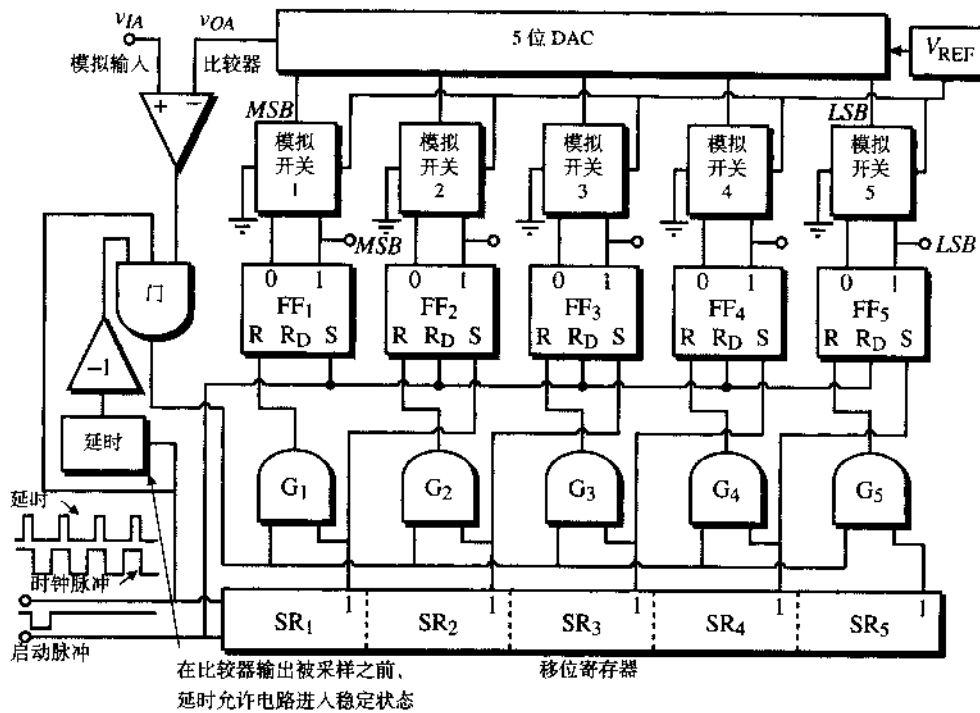 v_IA
v_OA
5 位 DAC
V_REF
模拟输入
比较器
+
−
MSB
LSB
模拟
开关
1
模拟
开关
2
模拟
开关
3
模拟
开关
4
模拟
开关
5
MSB
LSB
门
0 1
FF₁
R R_D S
0 1
FF₂
R R_D S
0 1
FF₃
R R_D S
0 1
FF₄
R R_D S
0 1
FF₅
R R_D S
−1
延时
G₁
G₂
G₃
G₄
G₅
延时
时钟脉冲
启动脉冲
1
SR₁
1
SR₂
1
SR₃
1
SR₄
1
SR₅
在比较器输出被采样之前,
延时允许电路进入稳定状态
移位寄存器